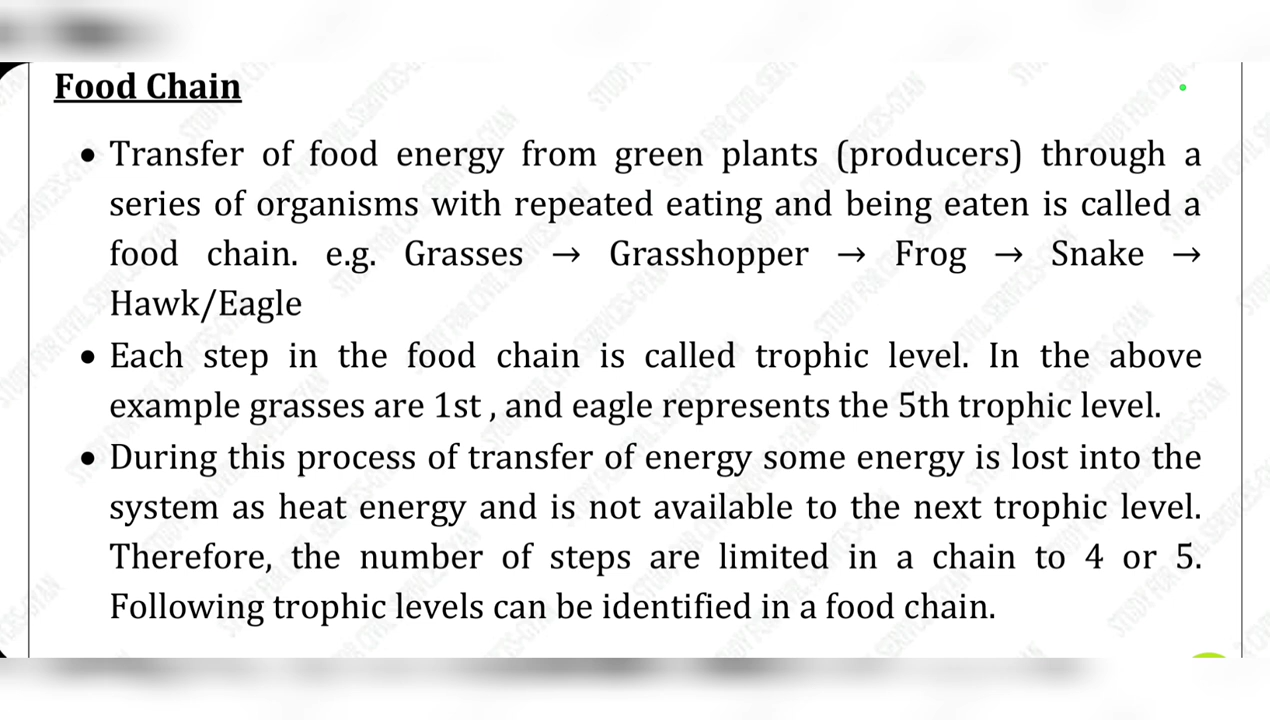 Food Chain
• Transfer of food energy from green plants (producers) through a
series of organisms with repeated eating and being eaten is called a
food chain. e.g. Grasses → Grasshopper → Frog → Snake →
Hawk/Eagle
• Each step in the food chain is called trophic level. In the above
example grasses are 1st , and eagle represents the 5th trophic level.
• During this process of transfer of energy some energy is lost into the
system as heat energy and is not available to the next trophic level.
Therefore, the number of steps are limited in a chain to 4 or 5.
Following trophic levels can be identified in a food chain.
STUDY FOR CIVIL SERVICES-GYAN